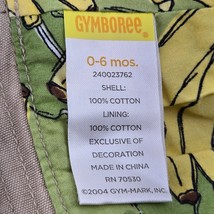 GYMBOREE®
0-6 mos.
240023762
SHELL:
100% COTTON
LINING:
100% COTTON
EXCLUSIVE OF
DECORATION
MADE IN CHINA
RN 70530
©2004 GYM-MARK, INC.